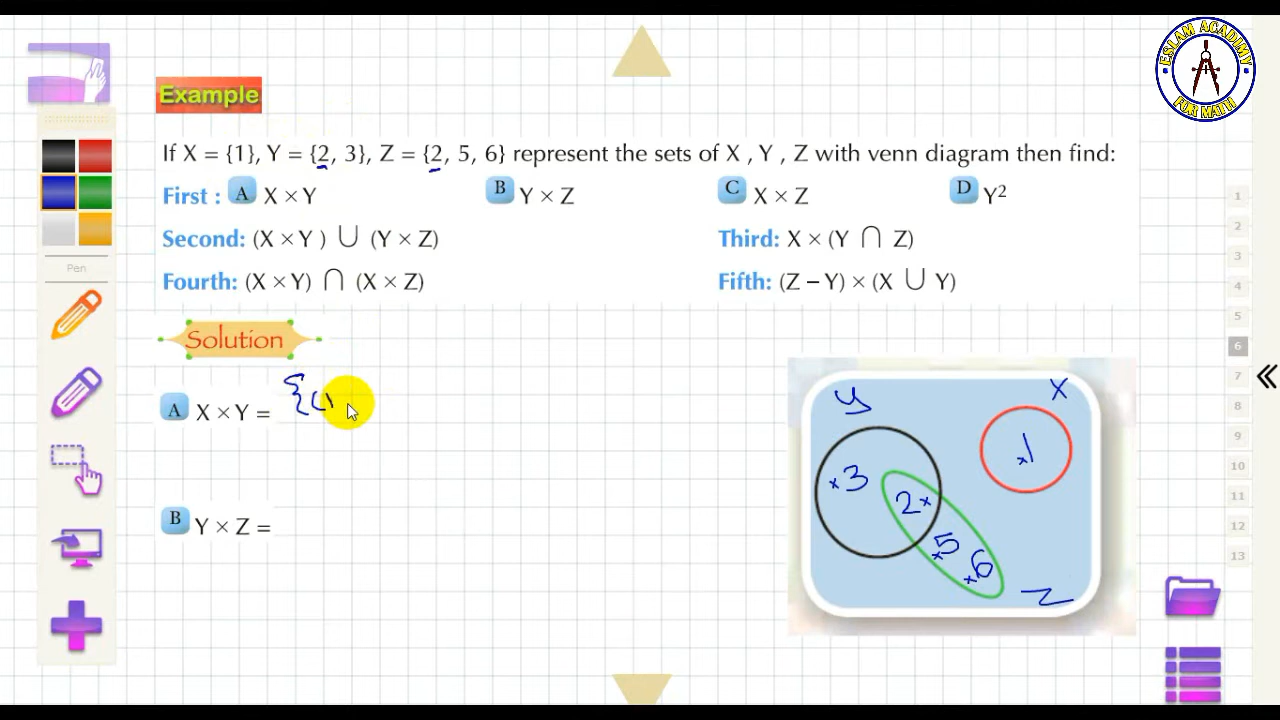 ESLAM ACADEMY
FOR MATH
Example
If X = {1}, Y = {2, 3}, Z = {2, 5, 6} represent the sets of X , Y , Z with venn diagram then find:
First : A X × Y B Y × Z C X × Z D Y²
Second: (X × Y ) ∪ (Y × Z) Third: X × (Y ∩ Z)
Fourth: (X × Y) ∩ (X × Z) Fifth: (Z – Y) × (X ∪ Y)
Solution
A X × Y = {(1
B Y × Z =
Y X
3 2 1
5 6
Z
Pen
1
2
3
4
5
6
7
8
9
10
11
12
13